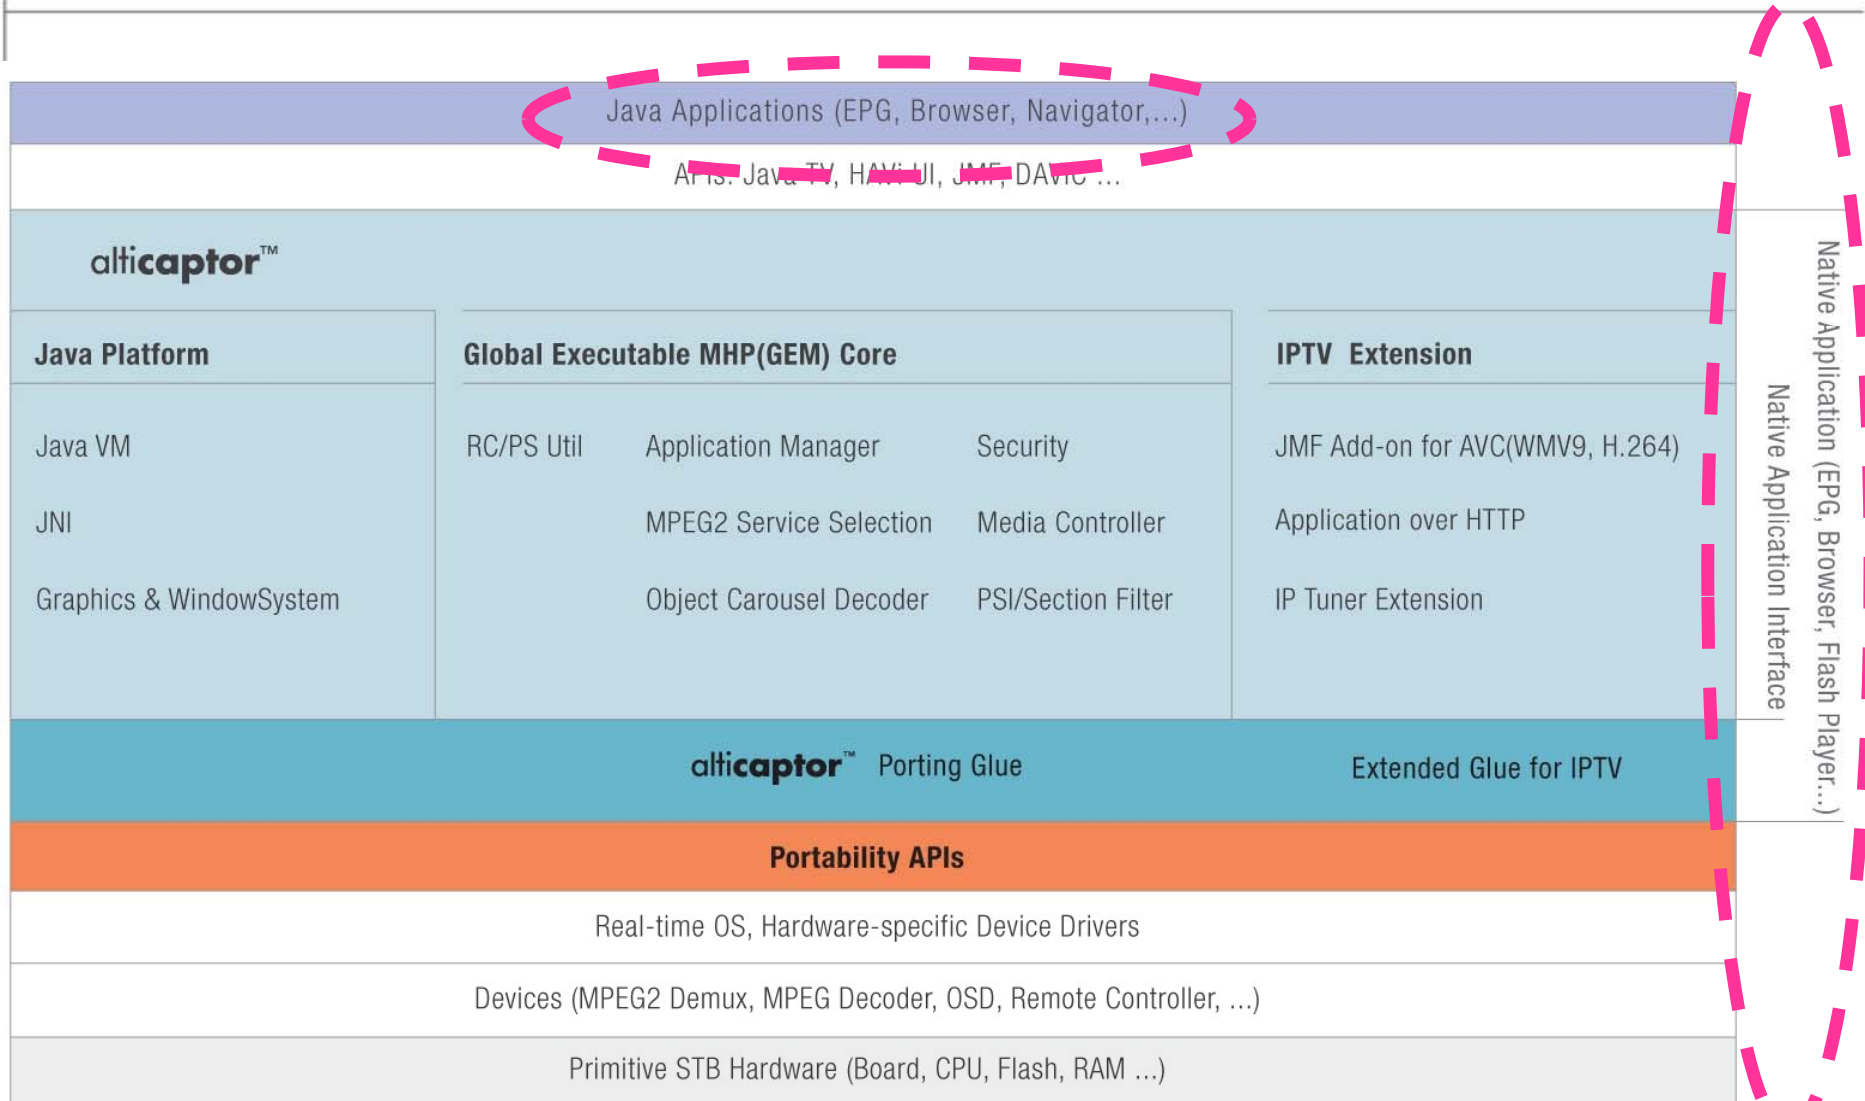 Java Applications (EPG, Browser, Navigator,...)
APIs: Java TV, HAVi UI, JMF, DAVIC ...
alticaptor™
Java Platform
Java VM
JNI
Graphics & WindowSystem
Global Executable MHP(GEM) Core
RC/PS Util
Application Manager
MPEG2 Service Selection
Object Carousel Decoder
Security
Media Controller
PSI/Section Filter
IPTV Extension
JMF Add-on for AVC(WMV9, H.264)
Application over HTTP
IP Tuner Extension
Native Application Interface
Native Application (EPG, Browser, Flash Player...)
alticaptor™ Porting Glue
Extended Glue for IPTV
Portability APIs
Real-time OS, Hardware-specific Device Drivers
Devices (MPEG2 Demux, MPEG Decoder, OSD, Remote Controller, ...)
Primitive STB Hardware (Board, CPU, Flash, RAM ...)